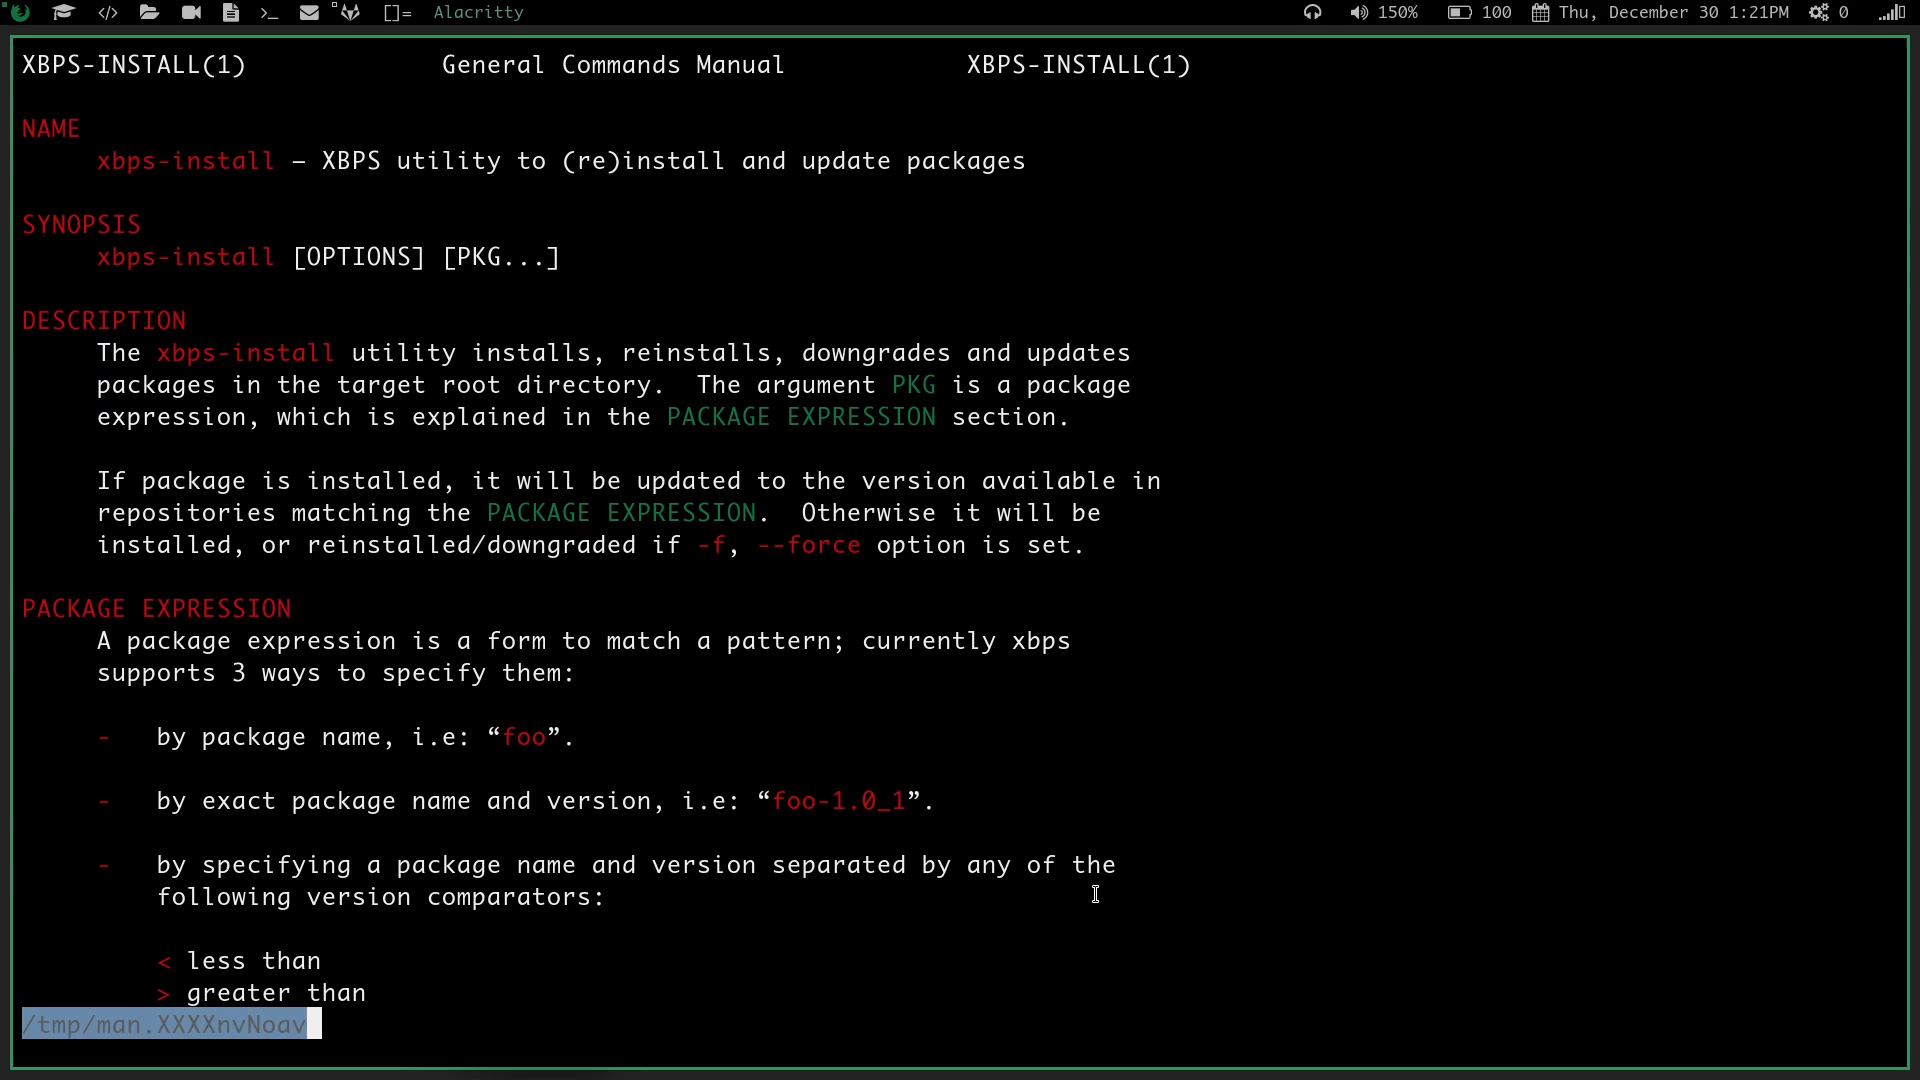 </> >_ []= Alacritty 150% 100 Thu, December 30 1:21PM 0
XBPS-INSTALL(1) General Commands Manual XBPS-INSTALL(1)
NAME
xbps-install — XBPS utility to (re)install and update packages
SYNOPSIS
xbps-install [OPTIONS] [PKG...]
DESCRIPTION
The xbps-install utility installs, reinstalls, downgrades and updates
packages in the target root directory.  The argument PKG is a package
expression, which is explained in the PACKAGE EXPRESSION section.
If package is installed, it will be updated to the version available in
repositories matching the PACKAGE EXPRESSION.  Otherwise it will be
installed, or reinstalled/downgraded if -f, --force option is set.
PACKAGE EXPRESSION
A package expression is a form to match a pattern; currently xbps
supports 3 ways to specify them:
-   by package name, i.e: “foo”.
-   by exact package name and version, i.e: “foo-1.0_1”.
-   by specifying a package name and version separated by any of the
following version comparators:
< less than
> greater than
/tmp/man.XXXXnvNoav